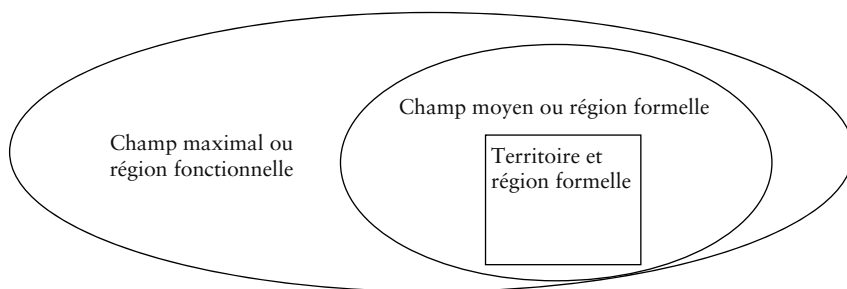 Champ moyen ou région formelle
Champ maximal ou
région fonctionnelle
Territoire et
région formelle